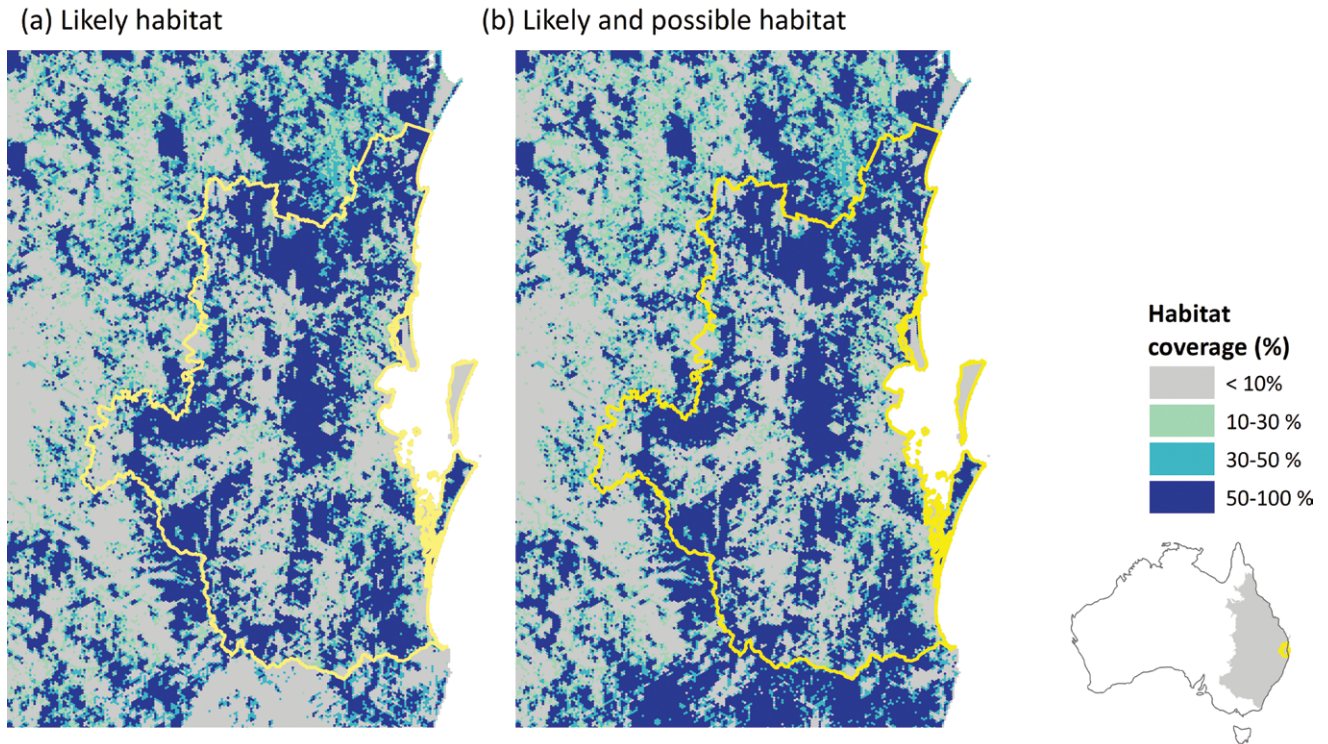 (a) Likely habitat
(b) Likely and possible habitat
Habitat
coverage (%)
< 10%
10-30 %
30-50 %
50-100 %